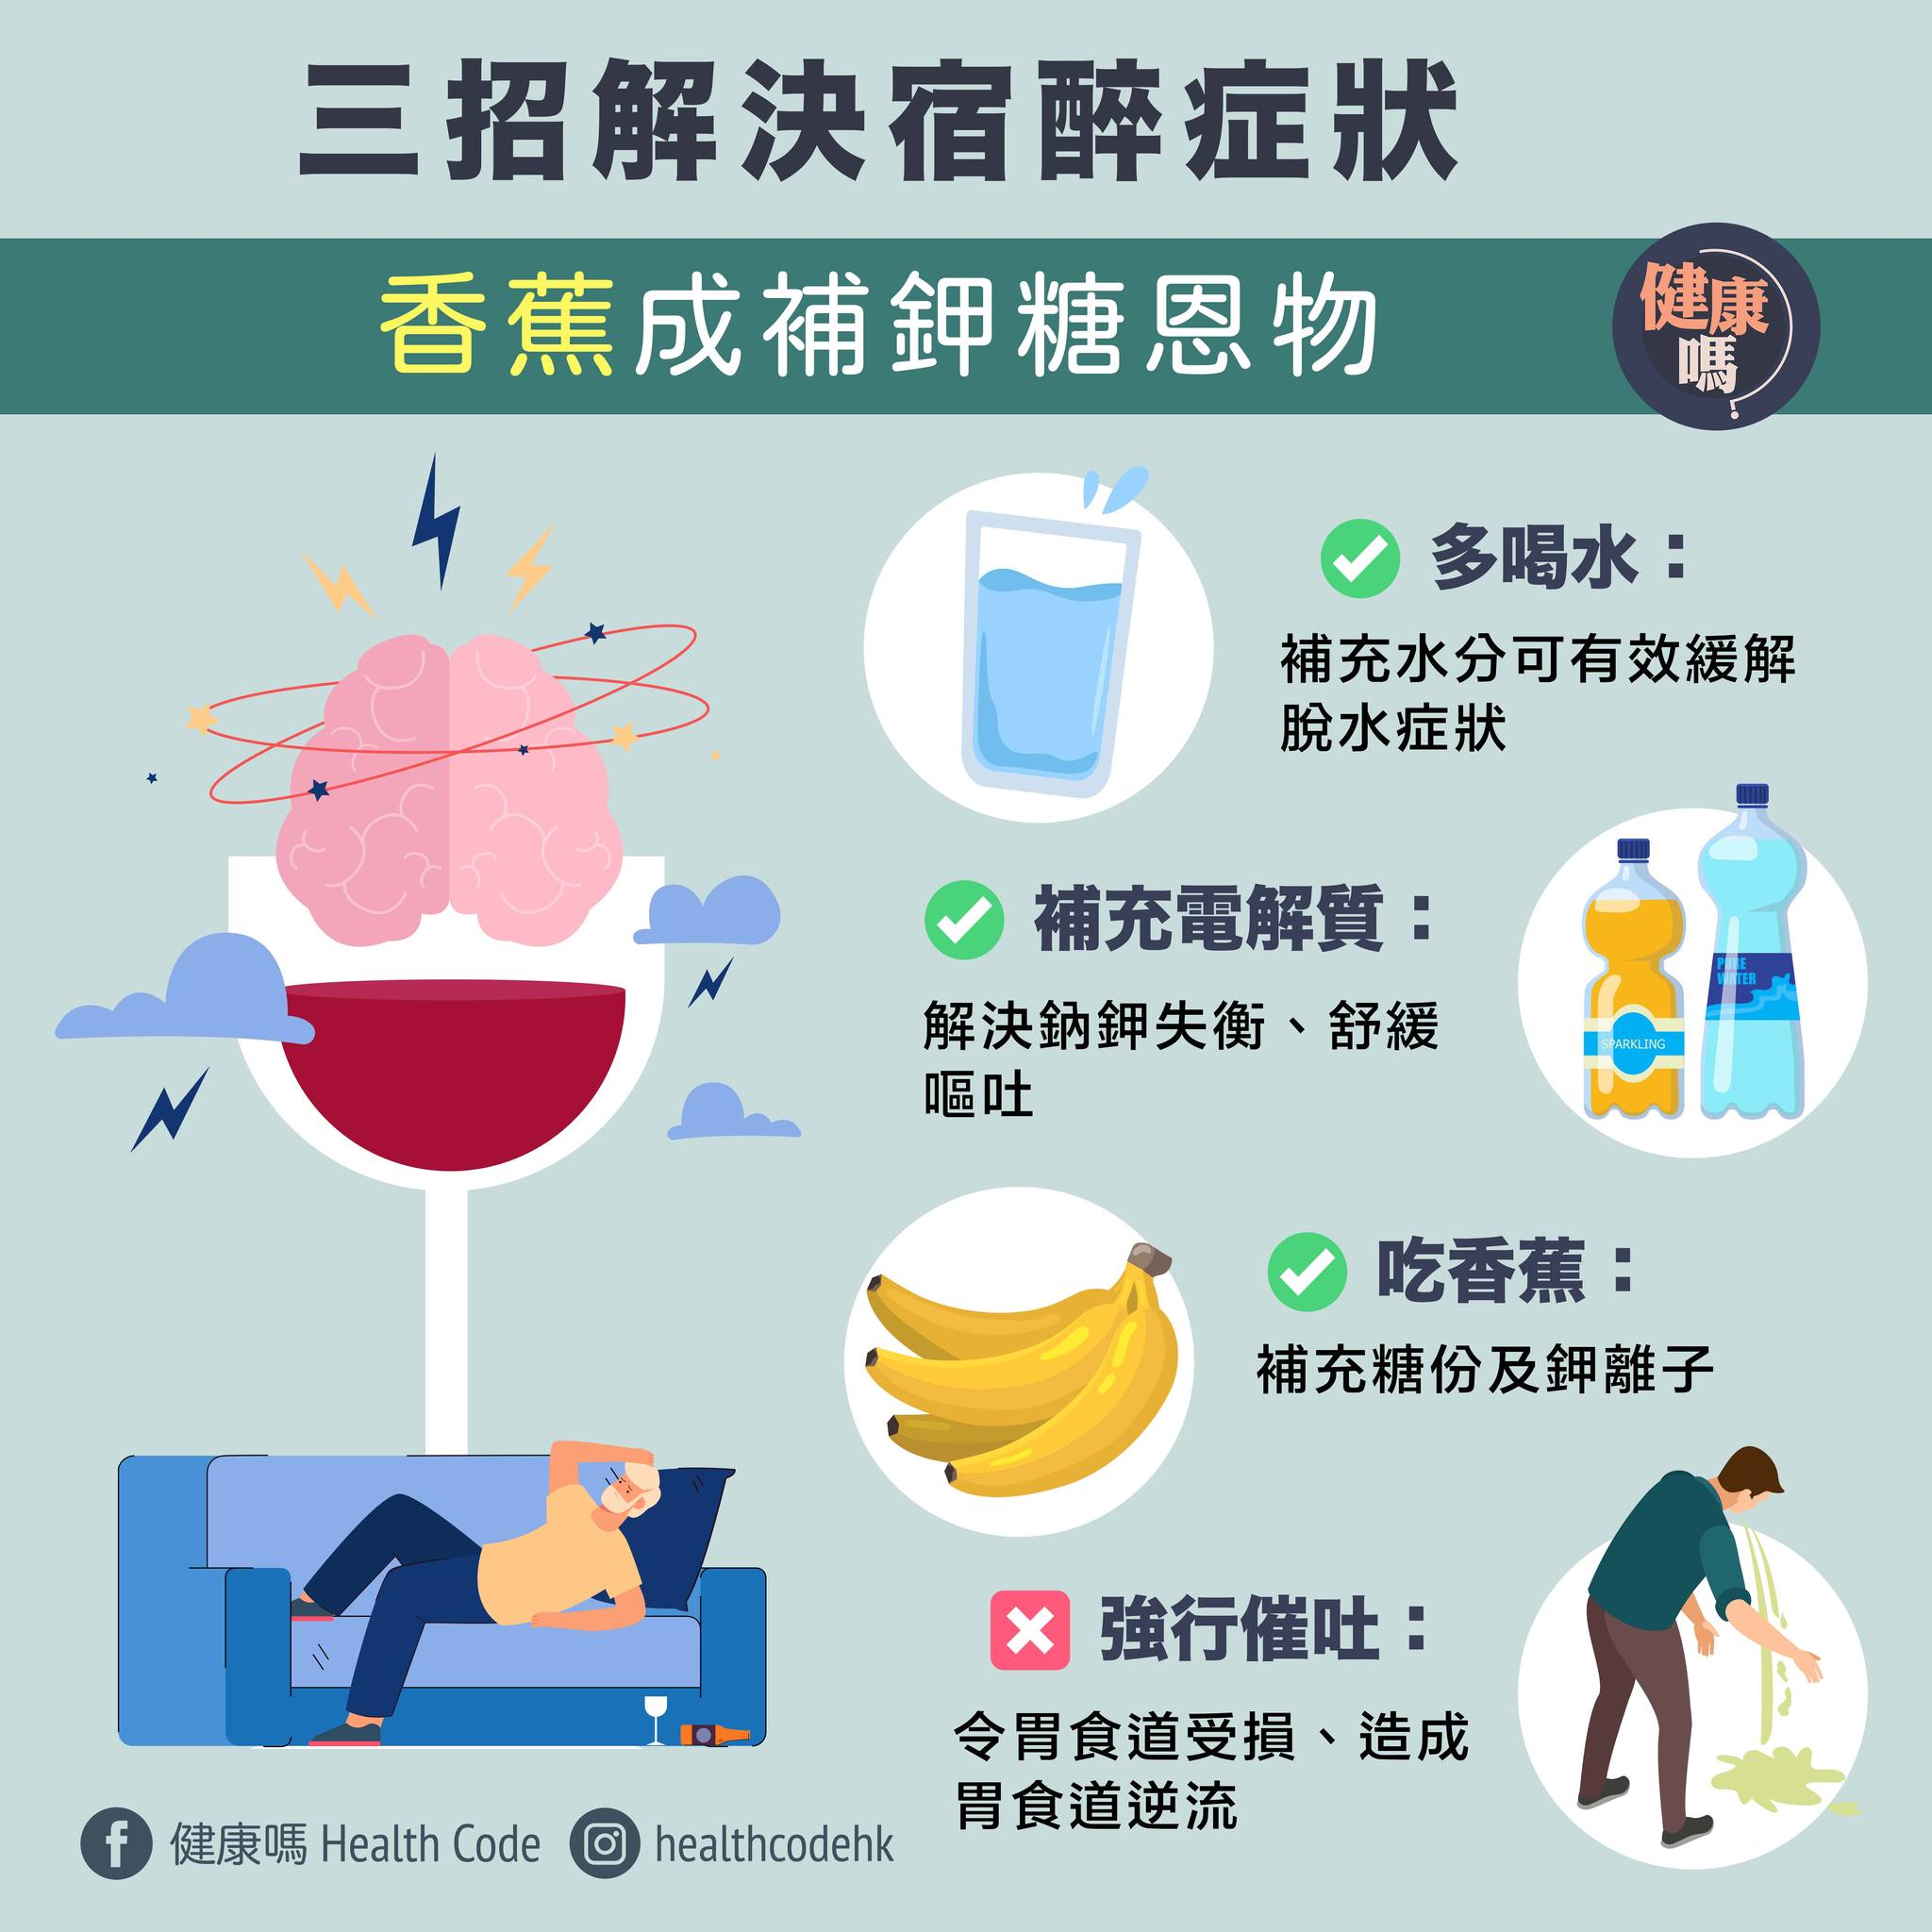 三招解決宿醉症狀
香蕉成補鉀糖恩物
健康
嗎?
多喝水：
補充水分可有效緩解
脫水症狀
補充電解質：
解決鈉鉀失衡、舒緩
嘔吐
PURE
WATER
SPARKLING
吃香蕉：
補充糖份及鉀離子
強行催吐：
令胃食道受損、造成
胃食道逆流
健康嗎 Health Code
healthcodehk